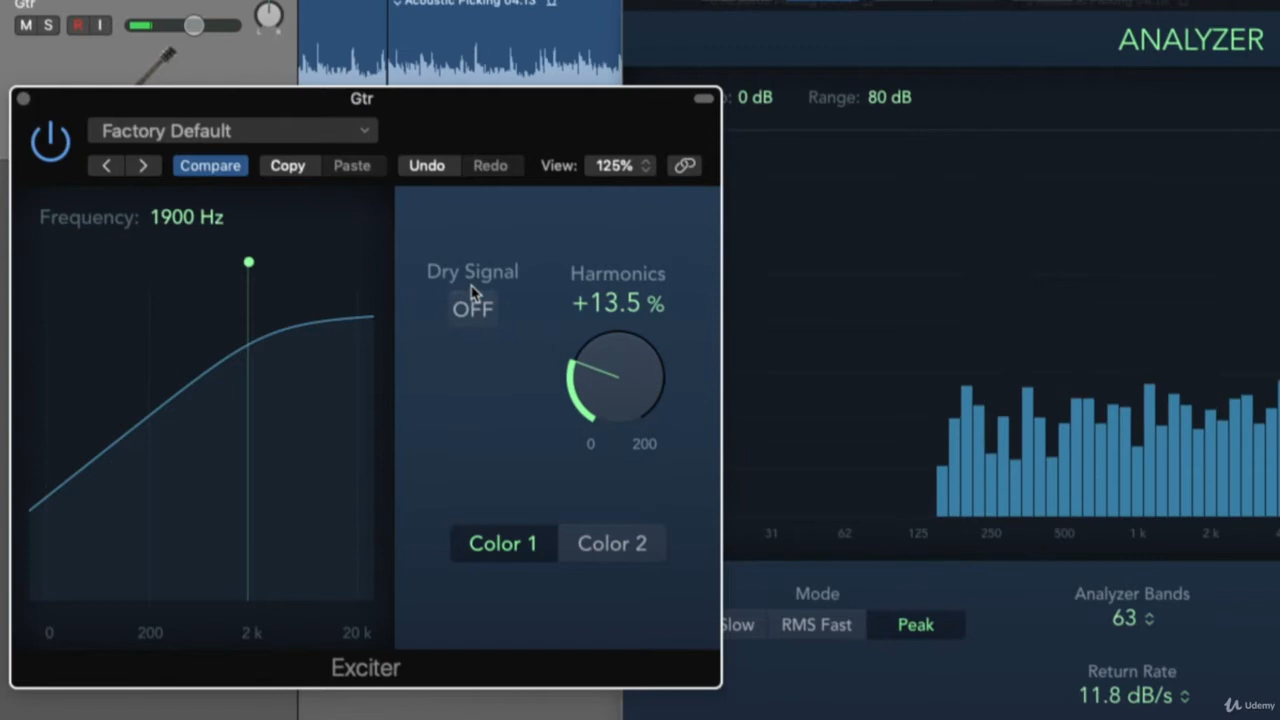 Gtr
M S R I
L R
Acoustic Picking 04.13
ANALYZER
0 dB Range: 80 dB
Gtr
Factory Default
Compare Copy Paste Undo Redo View: 125%
Frequency: 1900 Hz
Dry Signal
OFF
Harmonics
+13.5 %
0 200
Color 1 Color 2
0 200 2 k 20 k
Exciter
31 62 125 250 500 1 k 2 k
Mode
Slow RMS Fast Peak
Analyzer Bands
63
Return Rate
11.8 dB/s
Udemy